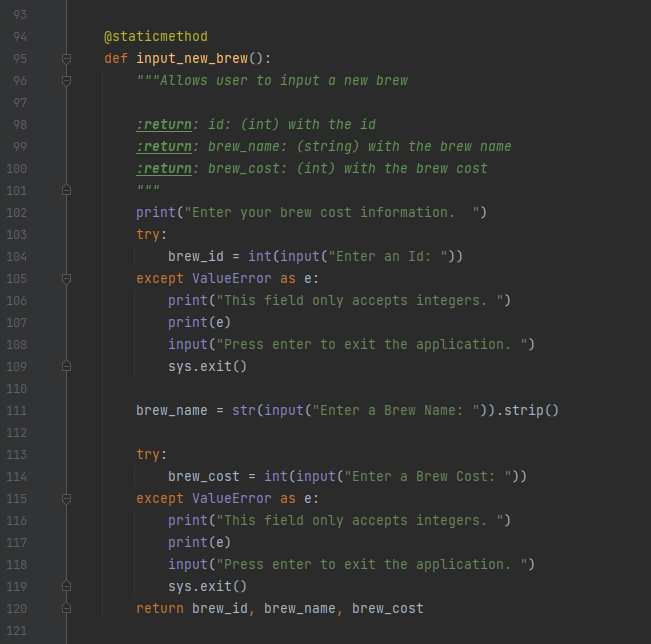 93
94 @staticmethod
95 def input_new_brew():
96 """Allows user to input a new brew
97
98 :return: id: (int) with the id
99 :return: brew_name: (string) with the brew name
100 :return: brew_cost: (int) with the brew cost
101 """
102 print("Enter your brew cost information.  ")
103 try:
104 brew_id = int(input("Enter an Id: "))
105 except ValueError as e:
106 print("This field only accepts integers. ")
107 print(e)
108 input("Press enter to exit the application. ")
109 sys.exit()
110
111 brew_name = str(input("Enter a Brew Name: ")).strip()
112
113 try:
114 brew_cost = int(input("Enter a Brew Cost: "))
115 except ValueError as e:
116 print("This field only accepts integers. ")
117 print(e)
118 input("Press enter to exit the application. ")
119 sys.exit()
120 return brew_id, brew_name, brew_cost
121